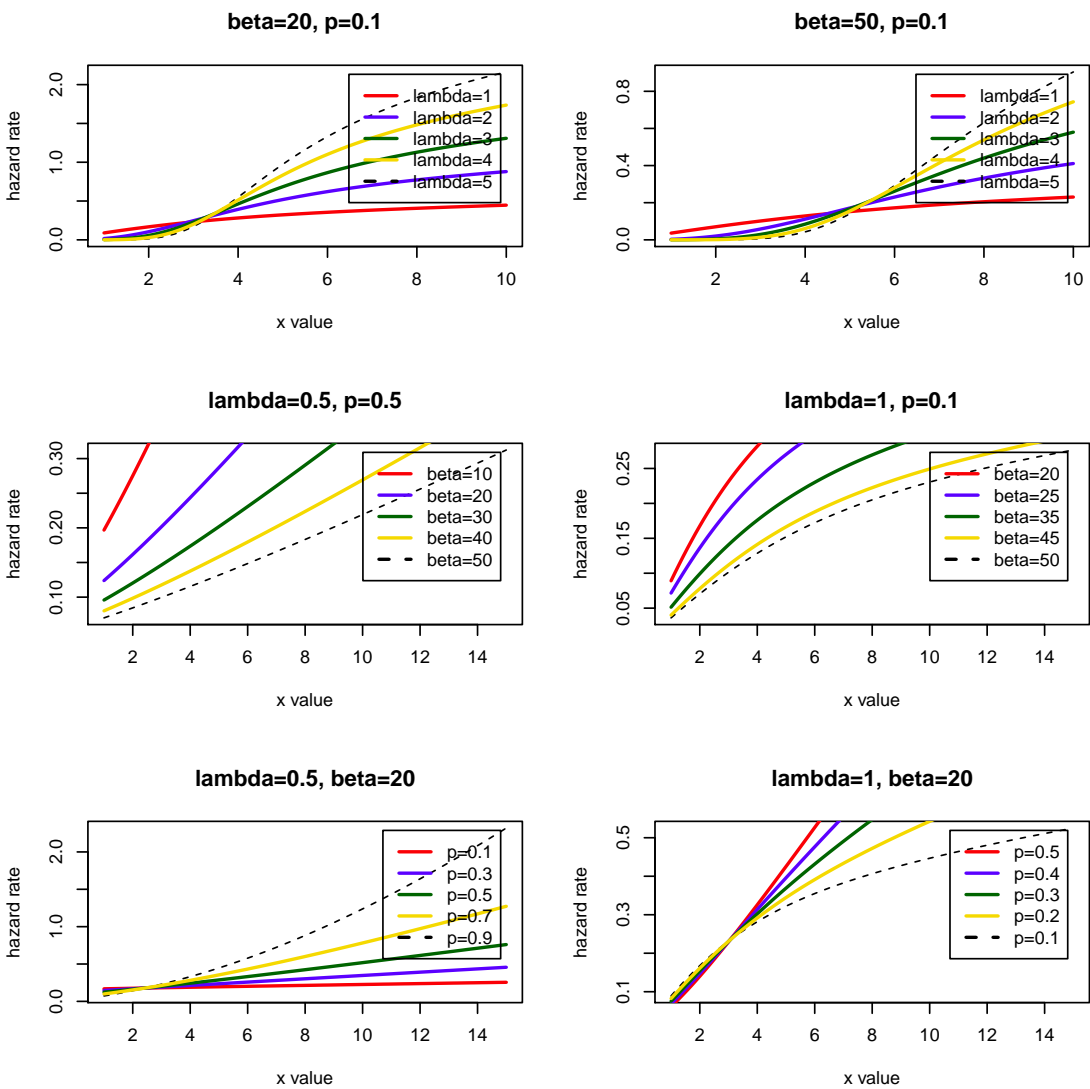 beta=20, p=0.1
hazard rate
0.0 1.0 2.0
lambda=1
lambda=2
lambda=3
lambda=4
lambda=5
2 4 6 8 10
x value
beta=50, p=0.1
hazard rate
0.0 0.4 0.8
lambda=1
lambda=2
lambda=3
lambda=4
lambda=5
2 4 6 8 10
x value
lambda=0.5, p=0.5
hazard rate
0.10 0.20 0.30
beta=10
beta=20
beta=30
beta=40
beta=50
2 4 6 8 10 12 14
x value
lambda=1, p=0.1
hazard rate
0.05 0.15 0.25
beta=20
beta=25
beta=35
beta=45
beta=50
2 4 6 8 10 12 14
x value
lambda=0.5, beta=20
hazard rate
0.0 1.0 2.0
p=0.1
p=0.3
p=0.5
p=0.7
p=0.9
2 4 6 8 10 12 14
x value
lambda=1, beta=20
hazard rate
0.1 0.3 0.5
p=0.5
p=0.4
p=0.3
p=0.2
p=0.1
2 4 6 8 10 12 14
x value